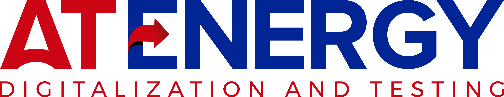 ATENERGY
DIGITALIZATION AND TESTING